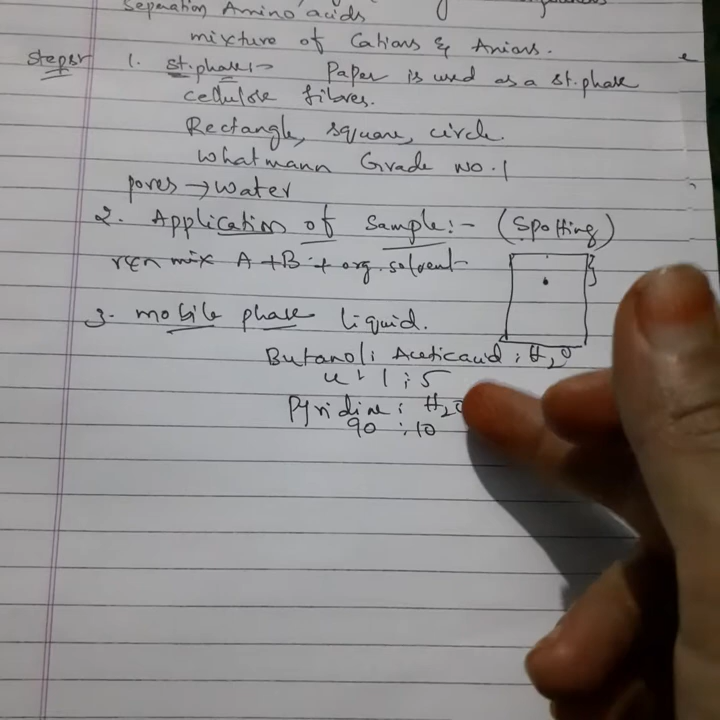 Separation Amino acids
mixture of Cations & Anions.
Steps:
1. st. phase:- Paper is used as a st. phase
cellulose fibres.
Rectangle, square, circle.
Whatmann Grade No. 1
pores → water
2. Application of Sample:- (Spotting)
rxn mix A + B + org. solvent
3. mobile phase liquid.
Butanol : Aceticacid : H2O
4 : 1 : 5
Pyridine : H2O
90 : 10